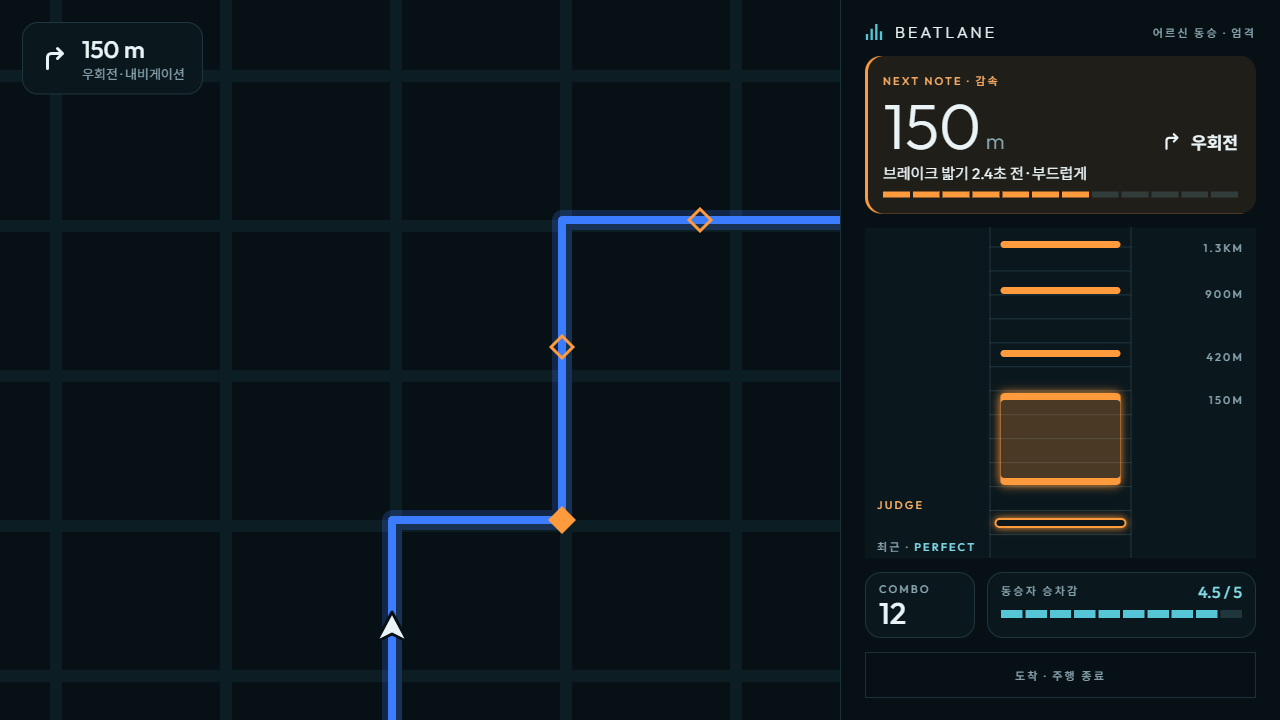 150 m
우회전 · 내비게이션
BEATLANE
어르신 동승 · 엄격
NEXT NOTE · 감속
150 m
우회전
브레이크 밟기 2.4초 전 · 부드럽게
1.3KM
900M
420M
150M
JUDGE
최근 · PERFECT
COMBO
12
동승자 승차감
4.5 / 5
도착 · 주행 종료